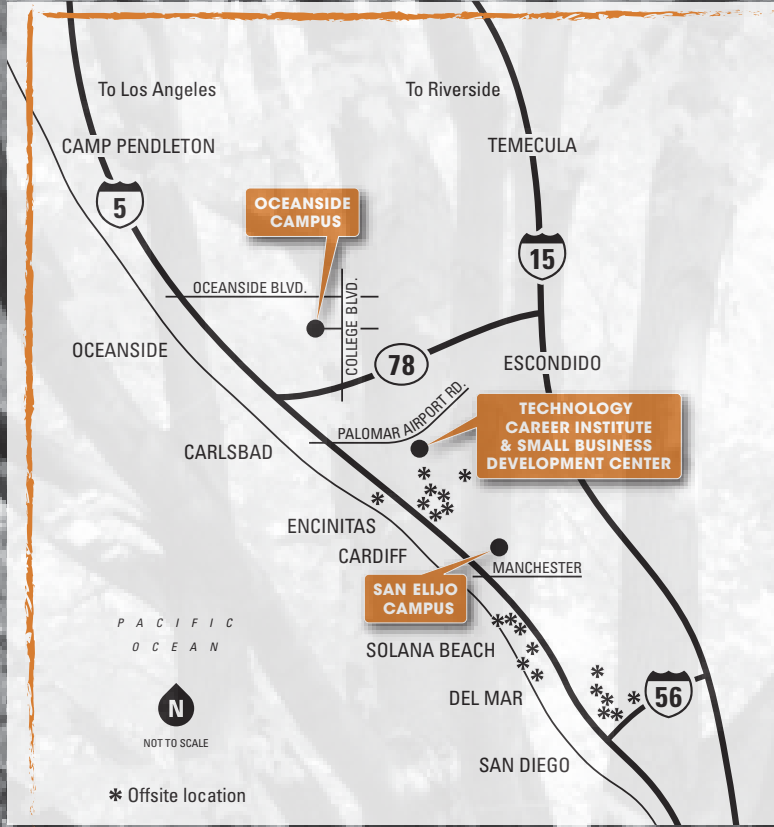 To Los Angeles
To Riverside
CAMP PENDLETON
TEMECULA
5
OCEANSIDE
CAMPUS
15
OCEANSIDE BLVD.
COLLEGE BLVD.
OCEANSIDE
78
ESCONDIDO
PALOMAR AIRPORT RD.
TECHNOLOGY
CAREER INSTITUTE
& SMALL BUSINESS
DEVELOPMENT CENTER
CARLSBAD
ENCINITAS
CARDIFF
MANCHESTER
SAN ELIJO
CAMPUS
PACIFIC
OCEAN
SOLANA BEACH
56
DEL MAR
N
NOT TO SCALE
SAN DIEGO
* Offsite location